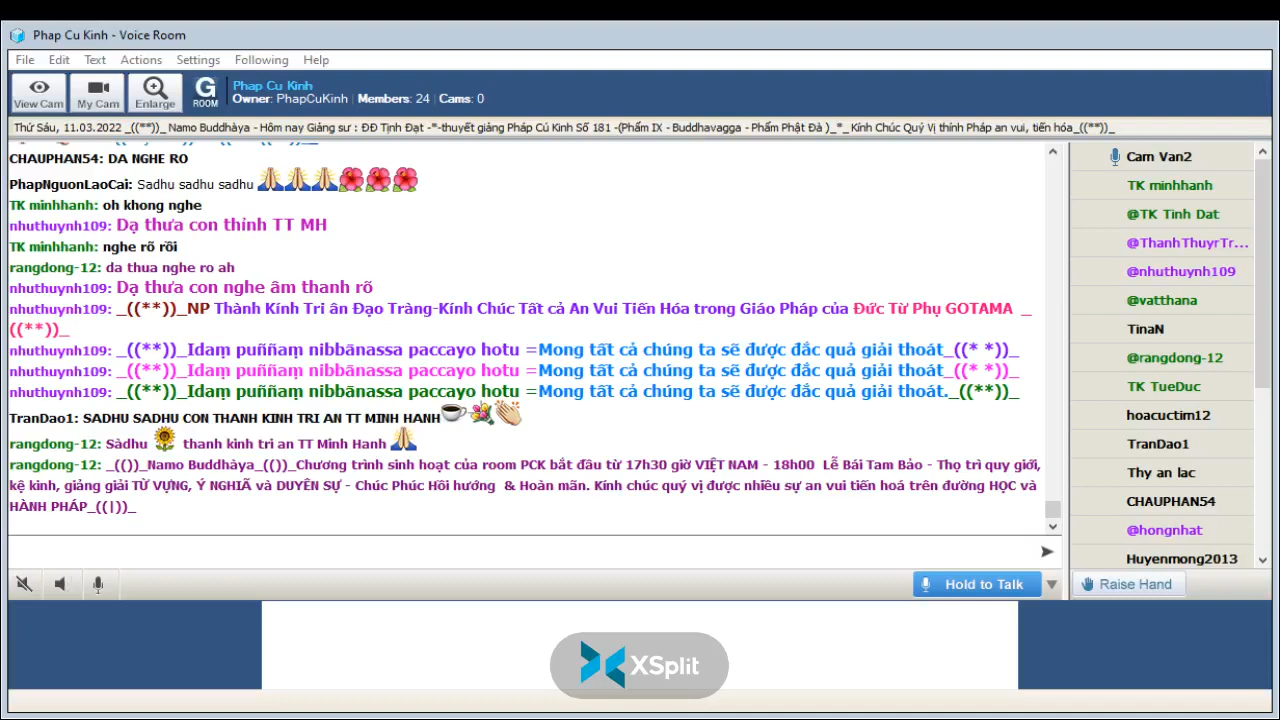 Phap Cu Kinh - Voice Room
File Edit Text Actions Settings Following Help
View Cam My Cam Enlarge G ROOM
Phap Cu Kinh
Owner: PhapCuKinh | Members: 24 | Cams: 0
Thứ Sáu, 11.03.2022 _((**))_ Namo Buddhàya - Hôm nay Giảng sư : ĐĐ Tịnh Đạt -*-thuyết giảng Pháp Cú Kinh Số 181 -(Phẩm IX - Buddhavagga - Phẩm Phật Đà )_*_ Kính Chúc Quý Vị thính Pháp an vui, tiến hóa_((**))_
CHAUPHAN54: DA NGHE RO
PhapNguonLaoCai: Sadhu sadhu sadhu
TK minhhanh: oh khong nghe
nhuthuynh109: Dạ thưa con thỉnh TT MH
TK minhhanh: nghe rõ rồi
rangdong-12: da thua nghe ro ah
nhuthuynh109: Dạ thưa con nghe âm thanh rõ
nhuthuynh109: _((**))_NP Thành Kính Tri ân Đạo Tràng-Kính Chúc Tất cả An Vui Tiến Hóa trong Giáo Pháp của Đức Từ Phụ GOTAMA _
((**))_
nhuthuynh109: _((**))_Idaṃ puññaṃ nibbānassa paccayo hotu =Mong tất cả chúng ta sẽ được đắc quả giải thoát_((* *))_
nhuthuynh109: _((**))_Idaṃ puññaṃ nibbānassa paccayo hotu =Mong tất cả chúng ta sẽ được đắc quả giải thoát_((* *))_
nhuthuynh109: _((**))_Idaṃ puññaṃ nibbānassa paccayo hotu =Mong tất cả chúng ta sẽ được đắc quả giải thoát._((**))_
TranDao1: SADHU SADHU CON THANH KINH TRI AN TT MINH HANH
rangdong-12: Sàdhu thanh kinh tri an TT Minh Hanh
rangdong-12: _(())_Namo Buddhàya_(())_Chương trình sinh hoạt của room PCK bắt đầu từ 17h30 giờ VIỆT NAM - 18h00 Lễ Bái Tam Bảo - Thọ trì quy giới,
kệ kinh, giảng giải TỪ VỰNG, Ý NGHIÃ và DUYÊN SỰ - Chúc Phúc Hồi hướng & Hoàn mãn. Kính chúc quý vị được nhiều sự an vui tiến hoá trên đường HỌC và
HÀNH PHÁP_((|))_
Cam Van2
TK minhhanh
@TK Tinh Dat
@ThanhThuyrTr...
@nhuthuynh109
@vatthana
TinaN
@rangdong-12
TK TueDuc
hoacuctim12
TranDao1
Thy an lac
CHAUPHAN54
@hongnhat
Huyenmong2013
Hold to Talk
Raise Hand
XSplit